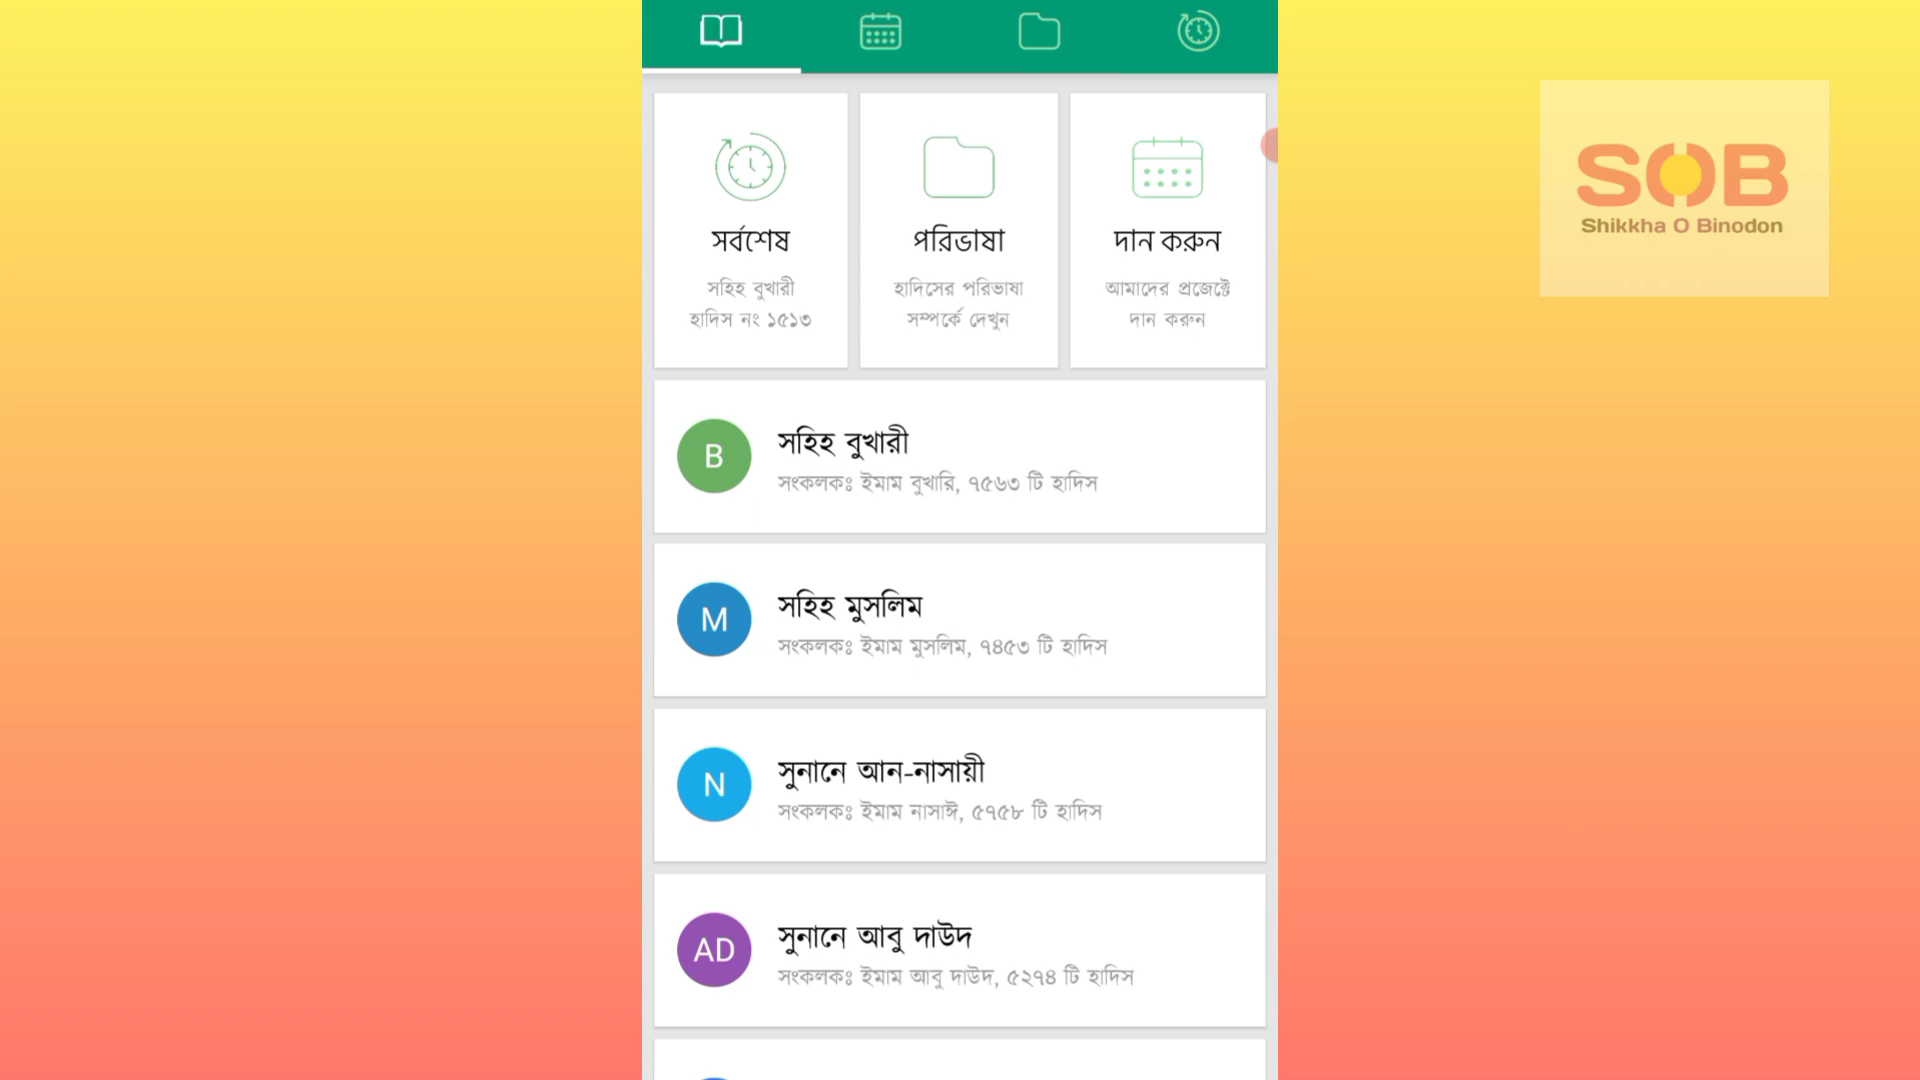 সর্বশেষ
সহিহ বুখারী
হাদিস নং ১৫১৩
পরিভাষা
হাদিসের পরিভাষা
সম্পর্কে দেখুন
দান করুন
আমাদের প্রজেক্টে
দান করুন
SOB
Shikkha O Binodon
B
সহিহ বুখারী
সংকলকঃ ইমাম বুখারি, ৭৫৬৩ টি হাদিস
M
সহিহ মুসলিম
সংকলকঃ ইমাম মুসলিম, ৭৪৫৩ টি হাদিস
N
সুনানে আন-নাসায়ী
সংকলকঃ ইমাম নাসাঈ, ৫৭৫৮ টি হাদিস
AD
সুনানে আবু দাউদ
সংকলকঃ ইমাম আবু দাউদ, ৫২৭৪ টি হাদিস